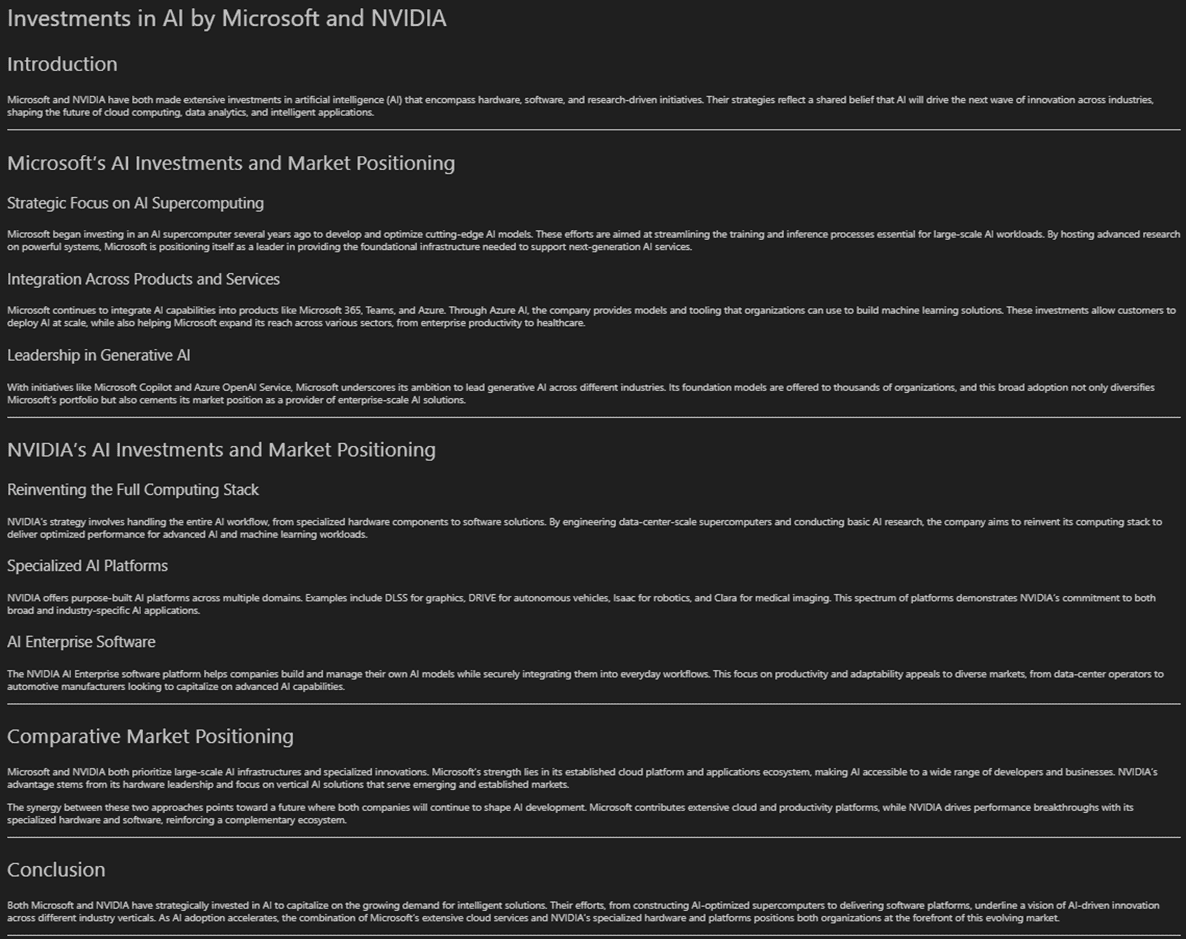 Investments in AI by Microsoft and NVIDIA
Introduction
Microsoft and NVIDIA have both made extensive investments in artificial intelligence (AI) that encompass hardware, software, and research-driven initiatives. Their strategies reflect a shared belief that AI will drive the next wave of innovation across industries,
shaping the future of cloud computing, data analytics, and intelligent applications.
Microsoft's AI Investments and Market Positioning
Strategic Focus on AI Supercomputing
Microsoft began investing in an AI supercomputer several years ago to develop and optimize cutting-edge AI models. These efforts are aimed at streamlining the training and inference processes essential for large-scale AI workloads. By hosting advanced research
on powerful systems, Microsoft is positioning itself as a leader in providing the foundational infrastructure needed to support next-generation AI services.
Integration Across Products and Services
Microsoft continues to integrate AI capabilities into products like Microsoft 365, Teams, and Azure. Through Azure AI, the company provides models and tooling that organizations can use to build machine learning solutions. These investments allow customers to
deploy AI at scale, while also helping Microsoft expand its reach across various sectors, from enterprise productivity to healthcare.
Leadership in Generative AI
With initiatives like Microsoft Copilot and Azure OpenAI Service, Microsoft underscores its ambition to lead generative AI across different industries. Its foundation models are offered to thousands of organizations, and this broad adoption not only diversifies
Microsoft's portfolio but also cements its market position as a provider of enterprise-scale AI solutions.
NVIDIA's AI Investments and Market Positioning
Reinventing the Full Computing Stack
NVIDIA's strategy involves handling the entire AI workflow, from specialized hardware components to software solutions. By engineering data-center-scale supercomputers and conducting basic AI research, the company aims to reinvent its computing stack to
deliver optimized performance for advanced AI and machine learning workloads.
Specialized AI Platforms
NVIDIA offers purpose-built AI platforms across multiple domains. Examples include DLSS for graphics, DRIVE for autonomous vehicles, Isaac for robotics, and Clara for medical imaging. This spectrum of platforms demonstrates NVIDIA's commitment to both
broad and industry-specific AI applications.
AI Enterprise Software
The NVIDIA AI Enterprise software platform helps companies build and manage their own AI models while securely integrating them into everyday workflows. This focus on productivity and adaptability appeals to diverse markets, from data-center operators to
automotive manufacturers looking to capitalize on advanced AI capabilities.
Comparative Market Positioning
Microsoft and NVIDIA both prioritize large-scale AI infrastructures and specialized innovations. Microsoft's strength lies in its established cloud platform and applications ecosystem, making AI accessible to a wide range of developers and businesses. NVIDIA's
advantage stems from its hardware leadership and focus on vertical AI solutions that serve emerging and established markets.
The synergy between these two approaches points toward a future where both companies will continue to shape AI development. Microsoft contributes extensive cloud and productivity platforms, while NVIDIA drives performance breakthroughs with its
specialized hardware and software, reinforcing a complementary ecosystem.
Conclusion
Both Microsoft and NVIDIA have strategically invested in AI to capitalize on the growing demand for intelligent solutions. Their efforts, from constructing AI-optimized supercomputers to delivering software platforms, underline a vision of AI-driven innovation
across different industry verticals. As AI adoption accelerates, the combination of Microsoft's extensive cloud services and NVIDIA's specialized hardware and platforms positions both organizations at the forefront of this evolving market.